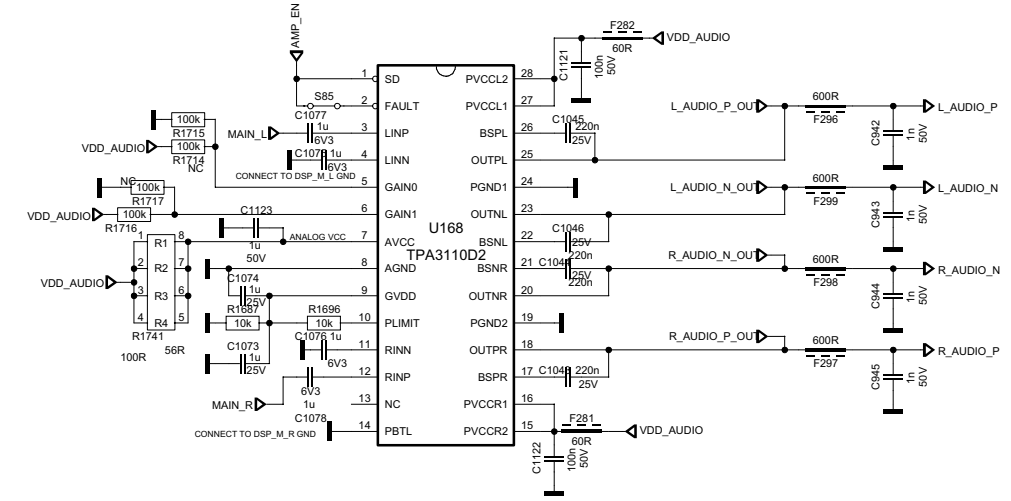 AMP_EN
F282
VDD_AUDIO
60R
C1121
100n
50V
1
SD
PVCCL2
28
S85
2
FAULT
PVCCL1
27
100k
R1715
VDD_AUDIO
100k
R1714
NC
MAIN_L
C1077
1u
6V3
3
LINP
BSPL
26
C1045
220n
25V
L_AUDIO_P_OUT
600R
F296
L_AUDIO_P
C942
1n
50V
1u
6V3
CONNECT TO DSP_M_L GND
4
LINN
OUTPL
25
NC
100k
R1717
5
GAIN0
PGND1
24
L_AUDIO_N_OUT
600R
F299
L_AUDIO_N
C943
1n
50V
VDD_AUDIO
100k
R1716
6
GAIN1
OUTNL
23
C1123
1u
50V
ANALOG VCC
7
AVCC
U168
TPA3110D2
BSNL
22
C1046
25V
220n
VDD_AUDIO
1
R1
8
2
R2
7
3
R3
6
4
R4
5
R1741
100R
56R
8
AGND
BSNR
21
25V
220n
R_AUDIO_N_OUT
600R
F298
R_AUDIO_N
C944
1n
50V
C1074
1u
25V
9
GVDD
OUTNR
20
R1687
10k
R1696
10k
10
PLIMIT
PGND2
19
C1073
1u
25V
C1076
1u
6V3
11
RINN
OUTPR
18
R_AUDIO_P_OUT
600R
F297
R_AUDIO_P
C945
1n
50V
MAIN_R
6V3
1u
C1078
12
RINP
BSPR
17
220n
25V
13
NC
PVCCR1
16
CONNECT TO DSP_M_R GND
14
PBTL
PVCCR2
15
F281
60R
VDD_AUDIO
C1122
100n
50V